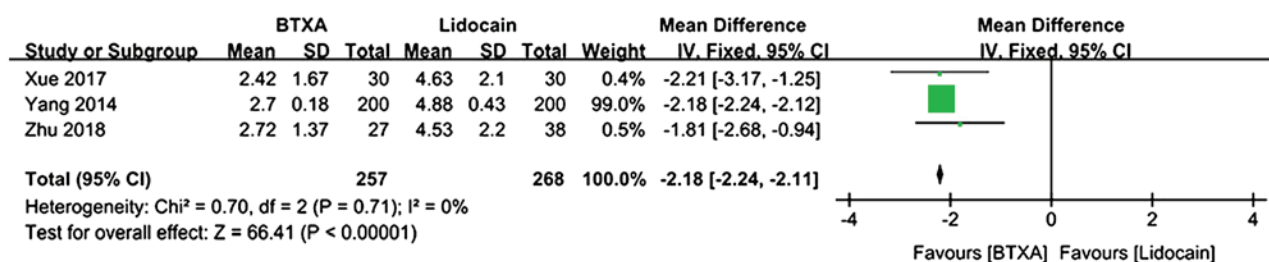 BTXA Lidocain Mean Difference Mean Difference
Study or Subgroup Mean SD Total Mean SD Total Weight IV. Fixed, 95% CI IV. Fixed, 95% CI
Xue 2017 2.42 1.67 30 4.63 2.1 30 0.4% -2.21 [-3.17, -1.25]
Yang 2014 2.7 0.18 200 4.88 0.43 200 99.0% -2.18 [-2.24, -2.12]
Zhu 2018 2.72 1.37 27 4.53 2.2 38 0.5% -1.81 [-2.68, -0.94]
Total (95% CI) 257 268 100.0% -2.18 [-2.24, -2.11]
Heterogeneity: Chi² = 0.70, df = 2 (P = 0.71); I² = 0%
Test for overall effect: Z = 66.41 (P < 0.00001)
-4 -2 0 2 4
Favours [BTXA] Favours [Lidocain]